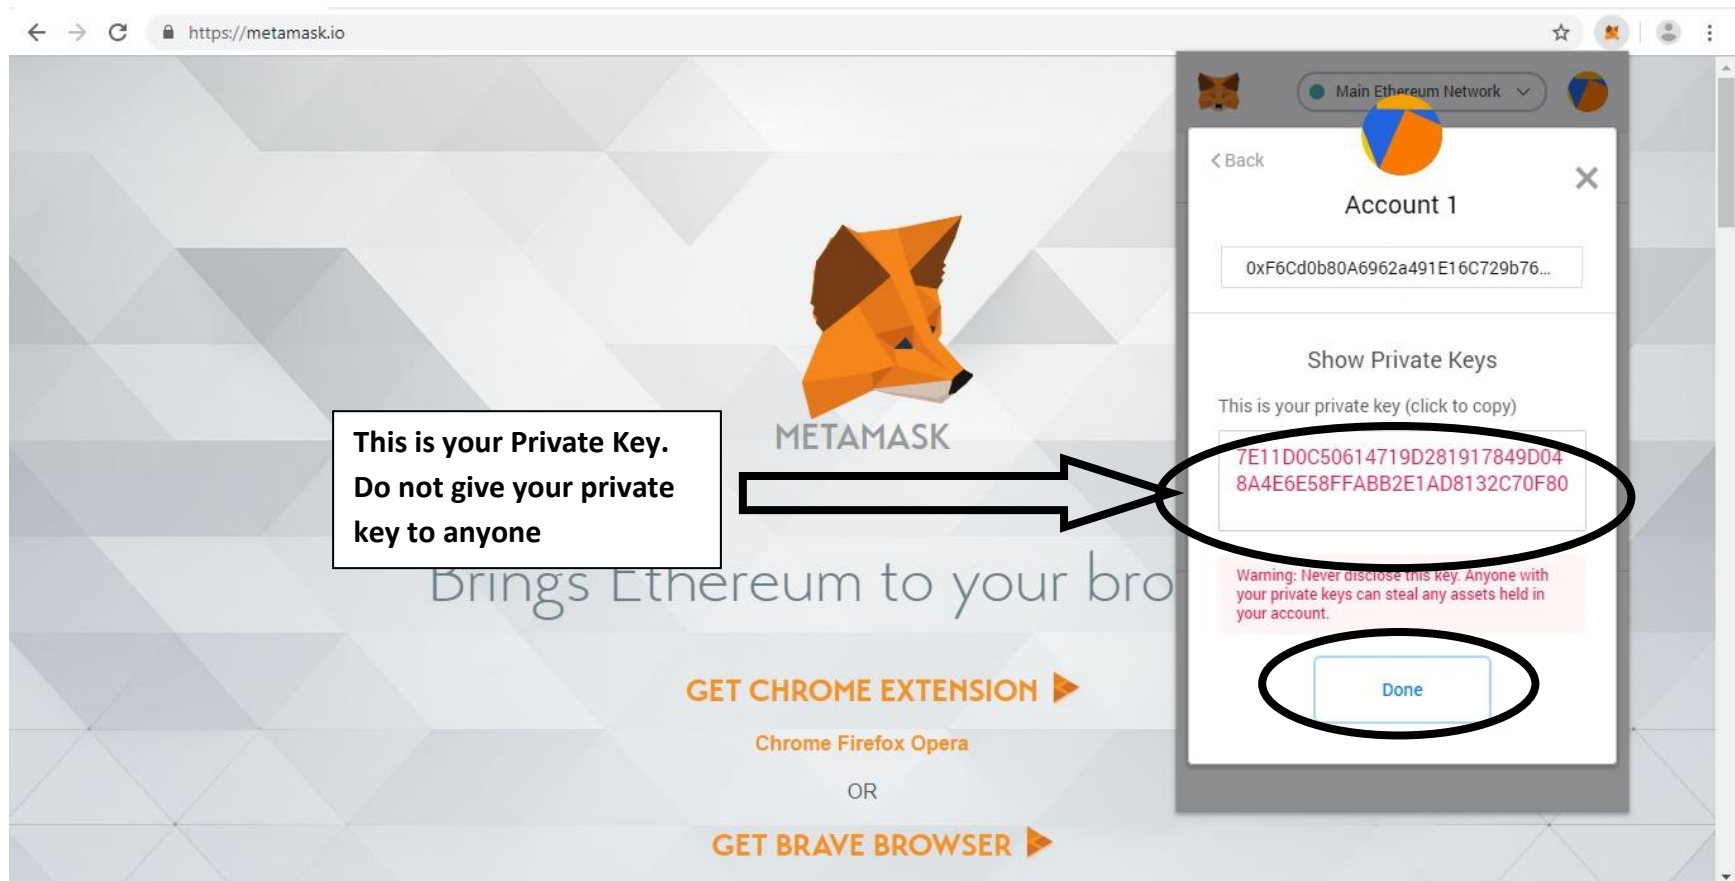 https://metamask.io
Main Ethereum Network
Back
Account 1
0xF6Cd0b80A6962a491E16C729b76...
Show Private Keys
This is your private key (click to copy)
7E11D0C50614719D281917849D04
8A4E6E58FFABB2E1AD8132C70F80
Warning: Never disclose this key. Anyone with
your private keys can steal any assets held in
your account.
Done
METAMASK
This is your Private Key.
Do not give your private
key to anyone
Brings Ethereum to your bro
GET CHROME EXTENSION
Chrome Firefox Opera
OR
GET BRAVE BROWSER